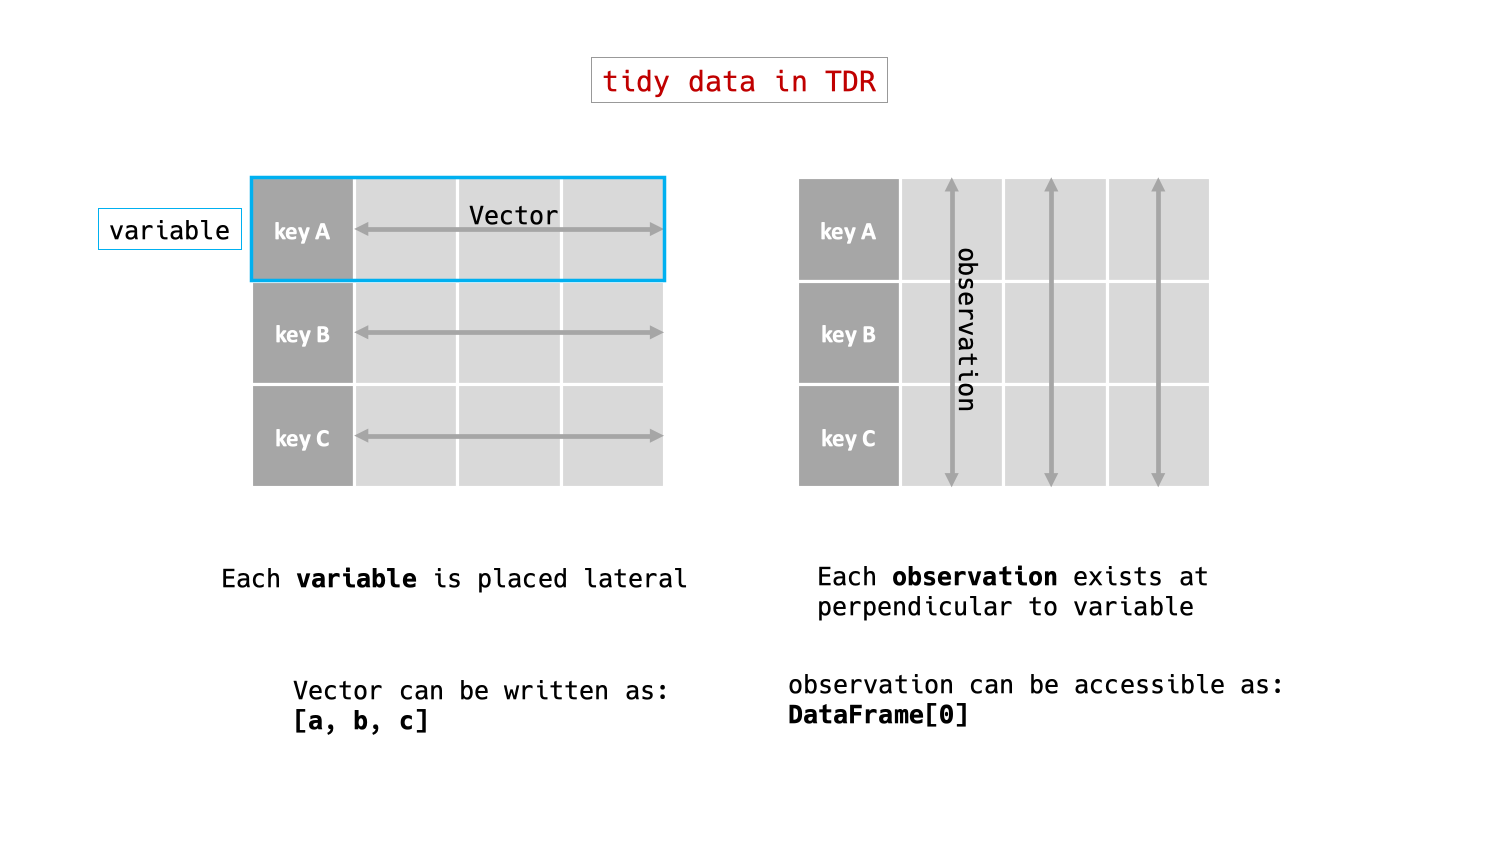 tidy data in TDR
variable
key A
Vector
key B
key C
Each variable is placed lateral
Vector can be written as:
[a, b, c]
key A
key B
key C
observation
Each observation exists at
perpendicular to variable
observation can be accessible as:
DataFrame[0]